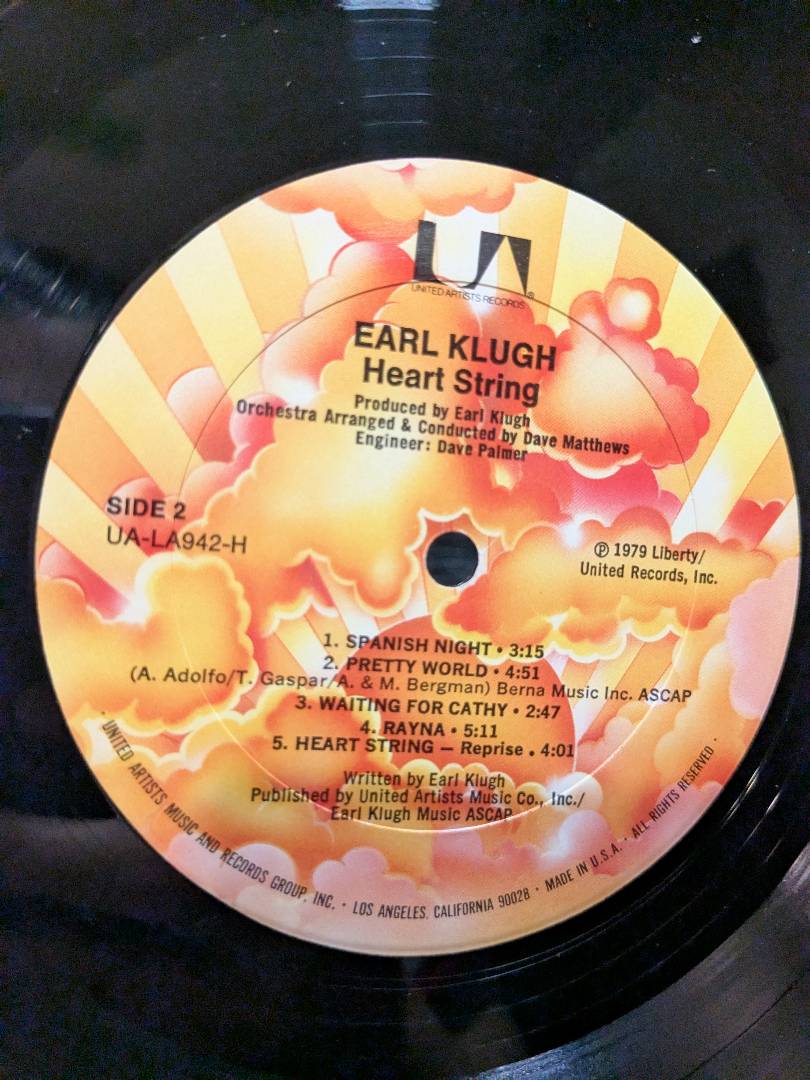 UA®
UNITED ARTISTS RECORDS
EARL KLUGH
Heart String
Produced by Earl Klugh
Orchestra Arranged & Conducted by Dave Matthews
Engineer: Dave Palmer
SIDE 2
UA-LA942-H
℗ 1979 Liberty/
United Records, Inc.
1. SPANISH NIGHT • 3:15
2. PRETTY WORLD • 4:51
(A. Adolfo/T. Gaspar/A. & M. Bergman) Berna Music Inc. ASCAP
3. WAITING FOR CATHY • 2:47
4. RAYNA • 5:11
5. HEART STRING — Reprise • 4:01
Written by Earl Klugh
Published by United Artists Music Co., Inc./
Earl Klugh Music ASCAP
· UNITED ARTISTS MUSIC AND RECORDS GROUP, INC. · LOS ANGELES, CALIFORNIA 90028 · MADE IN U.S.A. · ALL RIGHTS RESERVED ·